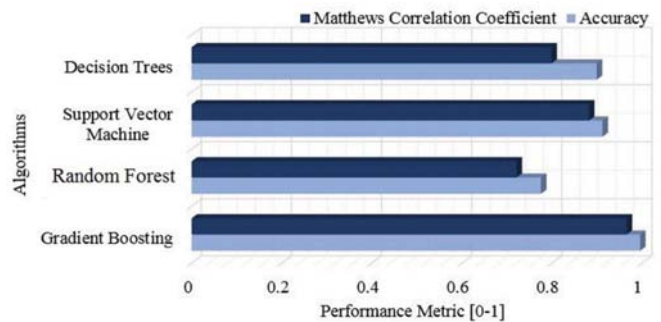 Matthews Correlation Coefficient Accuracy
Algorithms
Decision Trees
Support Vector
Machine
Random Forest
Gradient Boosting
0 0.2 0.4 0.6 0.8 1
Performance Metric [0-1]